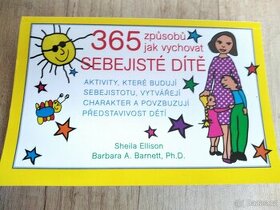 365 způsobů
jak vychovat
SEBEJISTÉ DÍTĚ
AKTIVITY, KTERÉ BUDUJÍ
SEBEJISTOTU, VYTVÁŘEJÍ
CHARAKTER A POVZBUZUJÍ
PŘEDSTAVIVOST DĚTÍ
Sheila Ellison
Barbara A. Barnett, Ph.D.